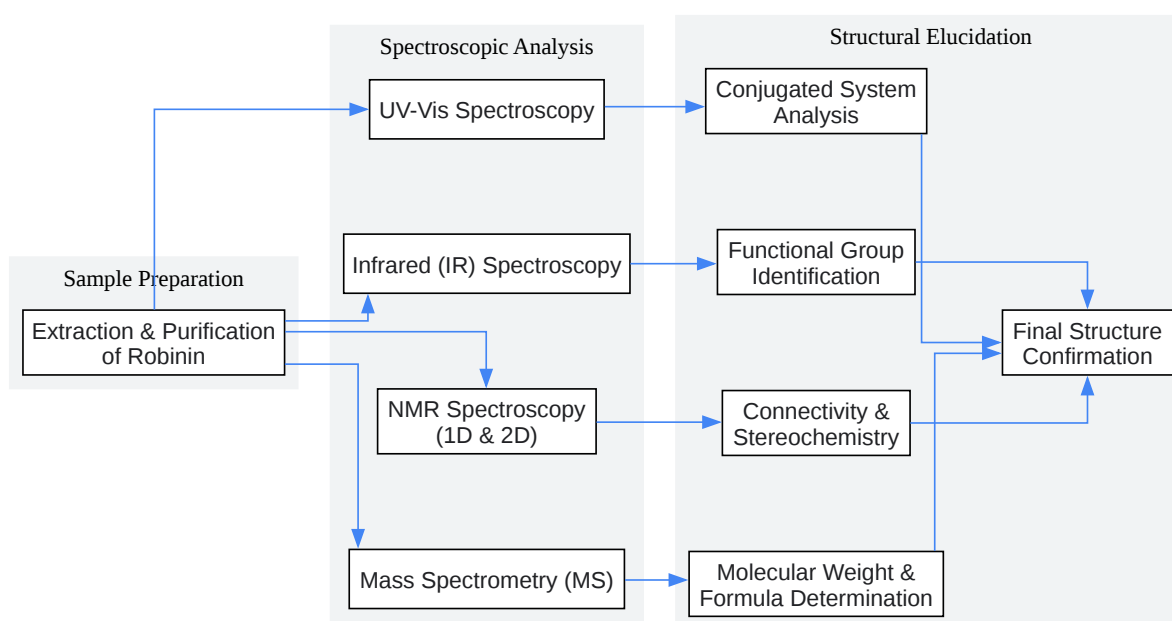 Sample Preparation
Extraction & Purification
of Robinin
Spectroscopic Analysis
UV-Vis Spectroscopy
Infrared (IR) Spectroscopy
NMR Spectroscopy
(1D & 2D)
Mass Spectrometry (MS)
Structural Elucidation
Conjugated System
Analysis
Functional Group
Identification
Connectivity &
Stereochemistry
Molecular Weight &
Formula Determination
Final Structure
Confirmation